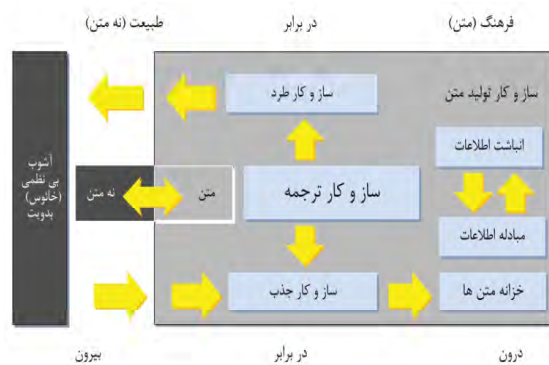 فرهنگ (متن)
در برابر
طبیعت (نه متن)
ساز و کار تولید متن
ساز و کار طرد
انباشت اطلاعات
آشوب
بی نظمی
(خائوس)
بدویت
ساز و کار ترجمه
متن
نه متن
مبادله اطلاعات
خزانه متن ها
ساز و کار جذب
درون
در برابر
بیرون